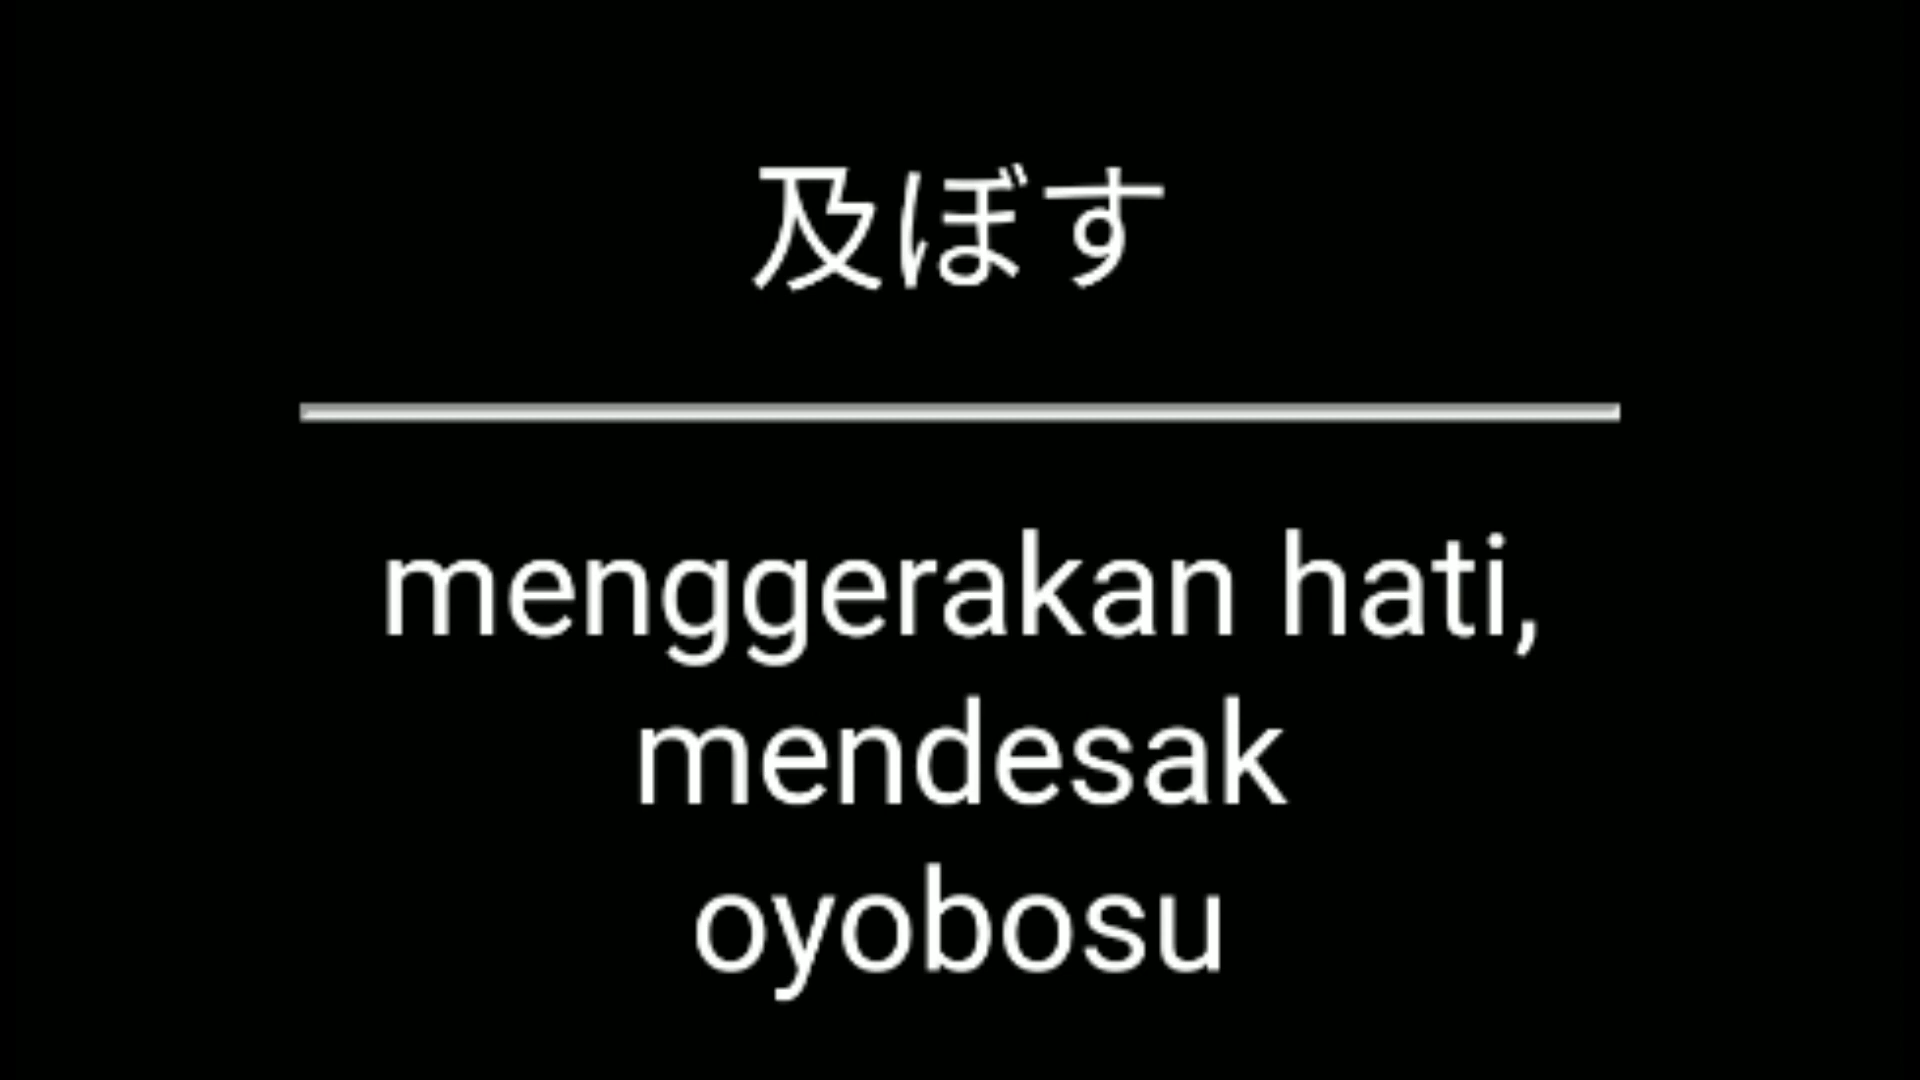 及ぼす
menggerakan hati,
mendesak
oyobosu